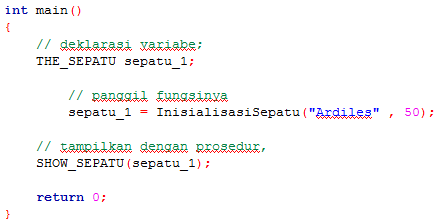 int main()
{
// deklarasi variabe;
THE_SEPATU sepatu_1;
// panggil fungsinya
sepatu_1 = InisialisasiSepatu("Ardiles" , 50);
// tampilkan dengan prosedur,
SHOW_SEPATU(sepatu_1);
return 0;
}